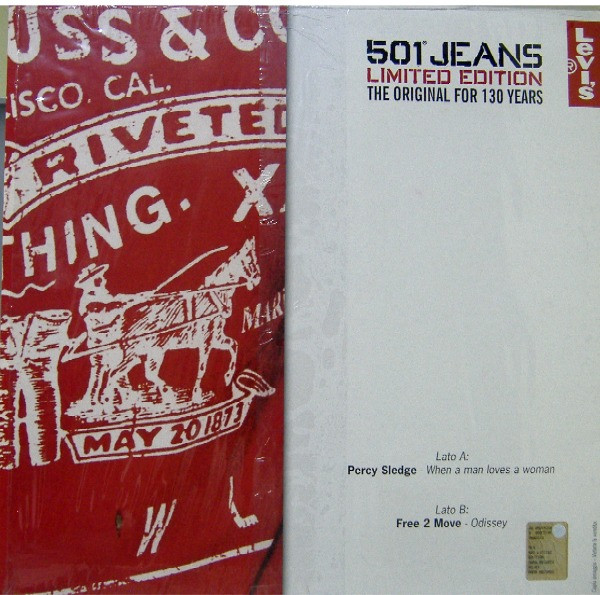 USS & CO
ISCO. CAL.
RIVETED
THING. X
MAR
MAY 20 1873
W L
501® JEANS
LIMITED EDITION
THE ORIGINAL FOR 130 YEARS
Levi's
®
Lato A:
Percy Sledge - When a man loves a woman
Lato B:
Free 2 Move - Odissey